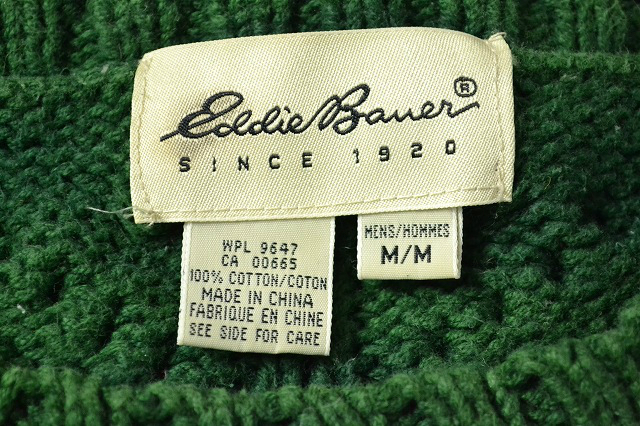 Eddie Bauer®
SINCE 1920
WPL 9647
CA 00665
100% COTTON/COTON
MADE IN CHINA
FABRIQUE EN CHINE
SEE SIDE FOR CARE
MENS/HOMMES
M/M